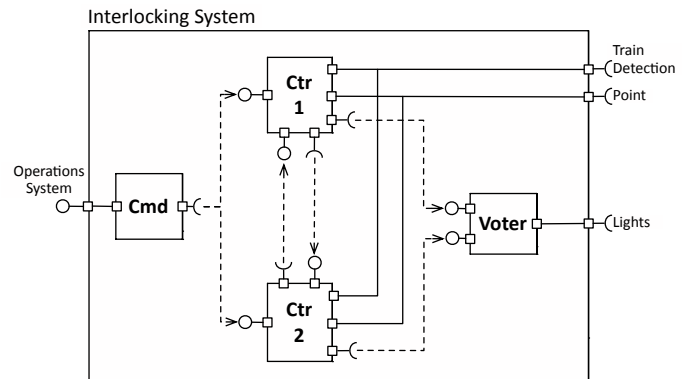 Interlocking System
Train
Detection
Point
Ctr
1
Operations
System
Cmd
Voter
Lights
Ctr
2